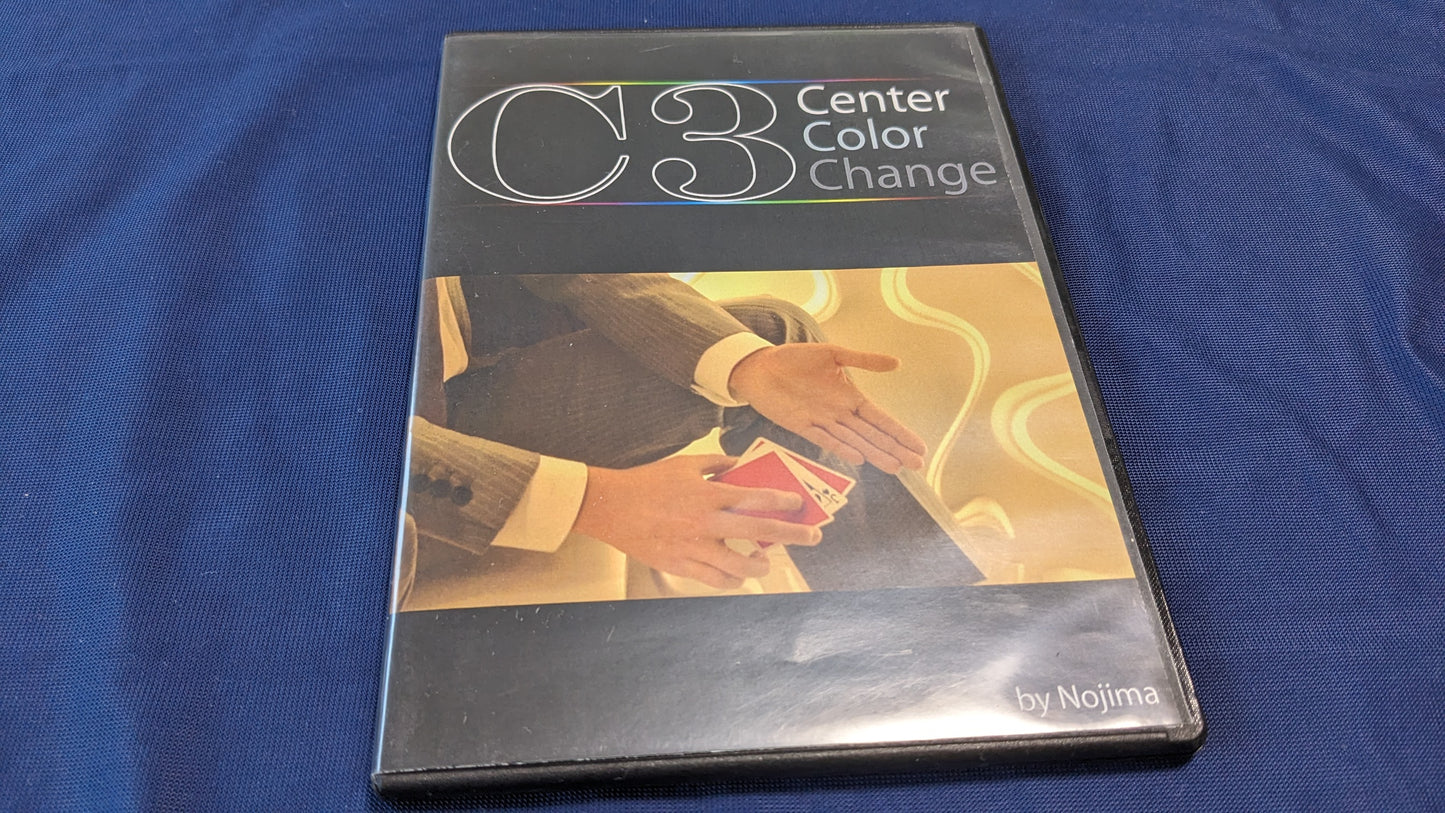 C3
Center
Color
Change
by Nojima